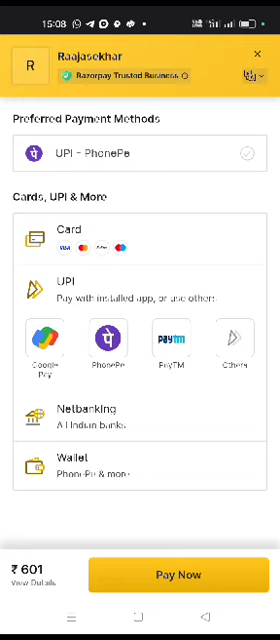 15:08
R
Raajasekhar
Razorpay Trusted Business
Preferred Payment Methods
UPI - PhonePe
Cards, UPI & More
Card
VISA
UPI
Pay with installed app, or use others
Google Pay
PhonePe
paytm
PayTM
Others
Netbanking
All Indian banks
Wallet
PhonePe & more
₹ 601
View Details
Pay Now